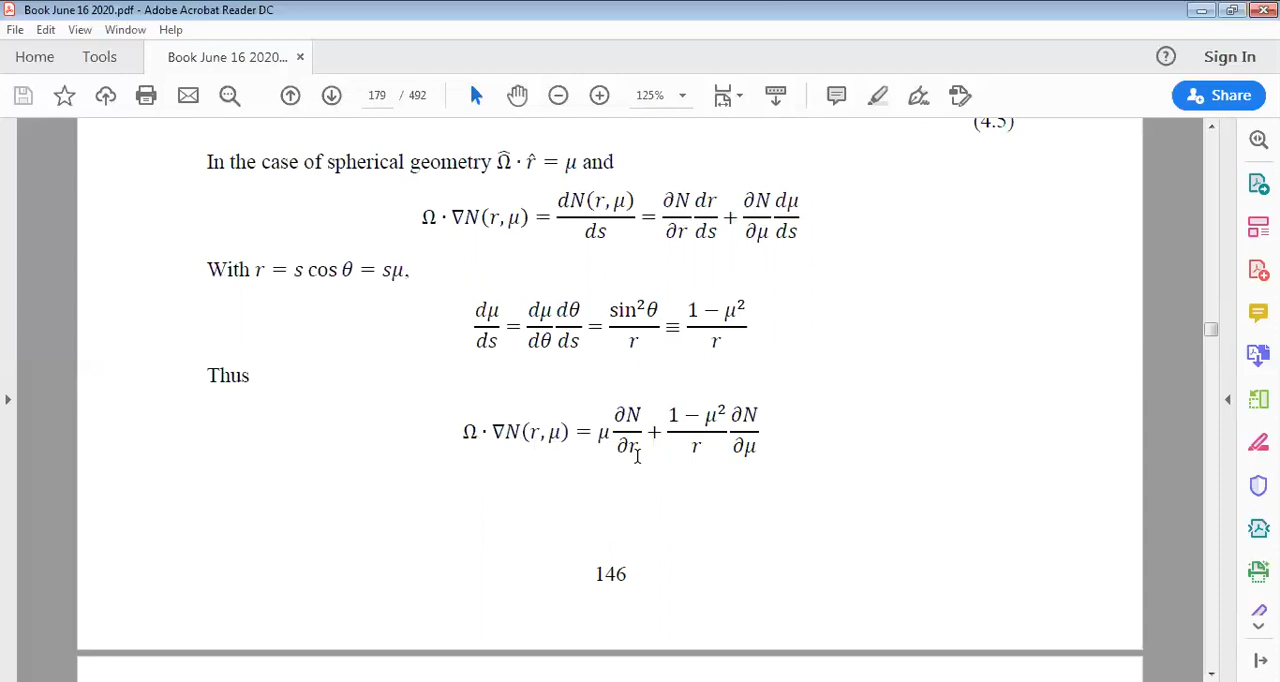 Book June 16 2020.pdf - Adobe Acrobat Reader DC
File Edit View Window Help
Home Tools Book June 16 2020... × ? Sign In
179 / 492 125% Share
(4.5)
In the case of spherical geometry Ω̂ · r̂ = μ and
Ω · ∇N(r, μ) = dN(r, μ)/ds = ∂N/∂r dr/ds + ∂N/∂μ dμ/ds
With r = s cos θ = sμ,
dμ/ds = dμ/dθ dθ/ds = sin²θ/r ≡ 1 − μ²/r
Thus
Ω · ∇N(r, μ) = μ ∂N/∂r + 1 − μ²/r ∂N/∂μ
146